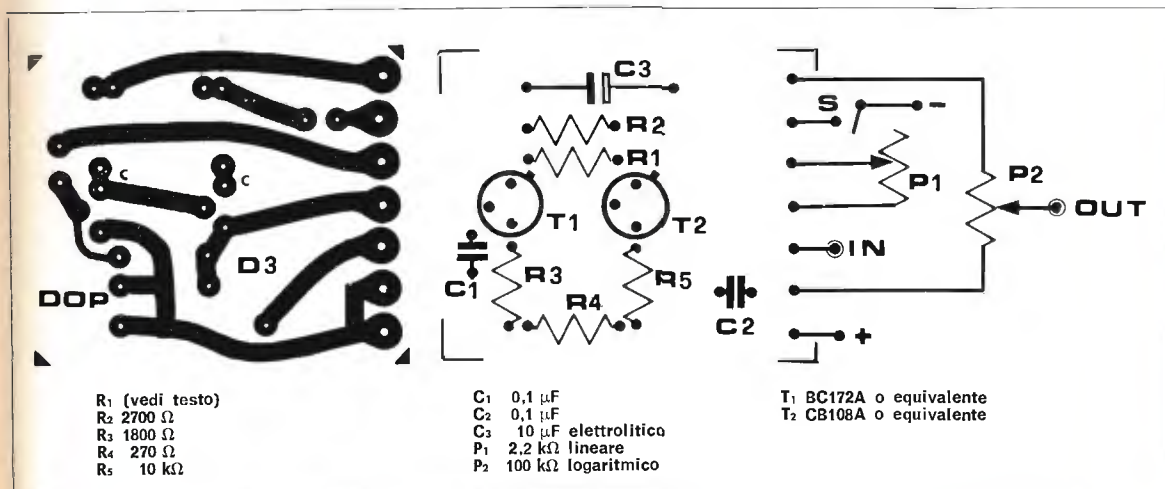 c
c
D3
DOP
C3
R2
R1
T1
T2
C1
R3
R5
R4
C2
S
-
P1
P2
OUT
IN
+
R1 (vedi testo)
R2 2700 Ω
R3 1800 Ω
R4 270 Ω
R5 10 kΩ
C1 0,1 µF
C2 0,1 µF
C3 10 µF elettrolitico
P1 2,2 kΩ lineare
P2 100 kΩ logaritmico
T1 BC172A o equivalente
T2 CB108A o equivalente